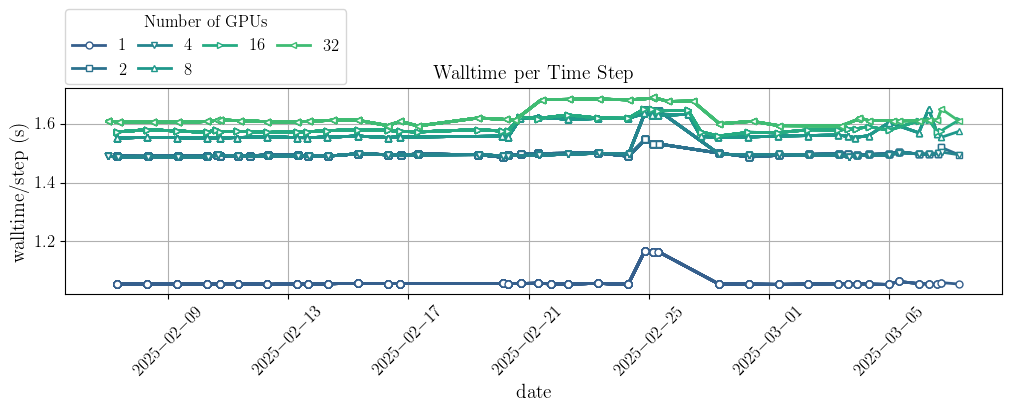 Number of GPUs
1 4 16 32
2 8
Walltime per Time Step
walltime/step (s)
1.6
1.4
1.2
2025−02−09
2025−02−13
2025−02−17
2025−02−21
2025−02−25
2025−03−01
2025−03−05
date